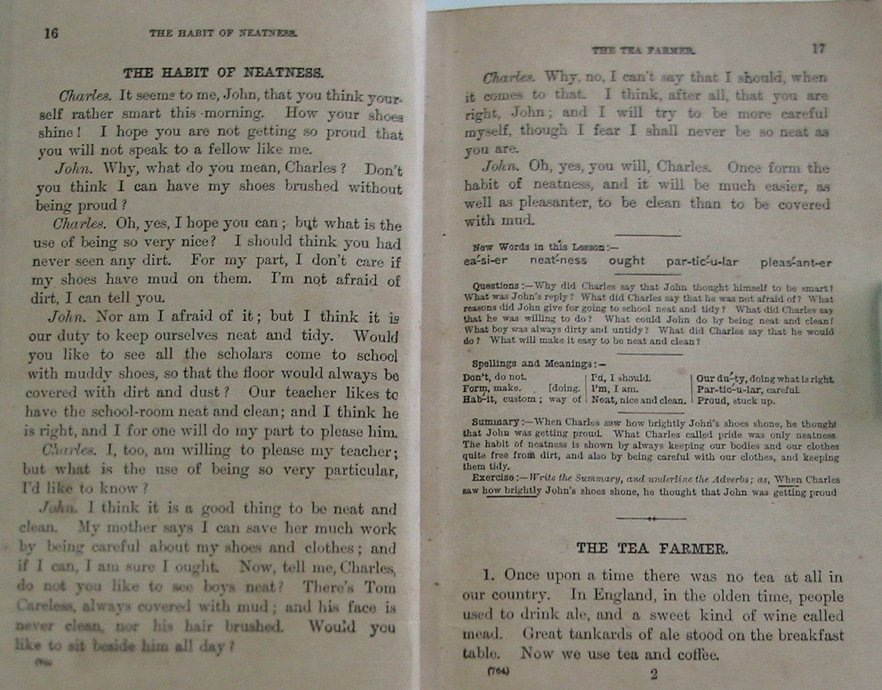 16 THE HABIT OF NEATNESS.
THE HABIT OF NEATNESS.
Charles. It seems to me, John, that you think your-
self rather smart this morning. How your shoes
shine! I hope you are not getting so proud that
you will not speak to a fellow like me.
John. Why, what do you mean, Charles? Don't
you think I can have my shoes brushed without
being proud?
Charles. Oh, yes, I hope you can; but what is the
use of being so very nice? I should think you had
never seen any dirt. For my part, I don't care if
my shoes have mud on them. I'm not afraid of
dirt, I can tell you.
John. Nor am I afraid of it; but I think it is
our duty to keep ourselves neat and tidy. Would
you like to see all the scholars come to school
with muddy shoes, so that the floor would always be
covered with dirt and dust? Our teacher likes to
have the school-room neat and clean; and I think he
is right, and I for one will do my part to please him.
Charles. I, too, am willing to please my teacher;
but what is the use of being so very particular,
I'd like to know?
John. I think it is a good thing to be neat and
clean. My mother says I can save her much work
by being careful about my shoes and clothes; and
if I can, I am sure I ought. Now, tell me, Charles,
do not you like to see boys neat? There's Tom
Careless, always covered with mud; and his face is
never clean, nor his hair brushed. Would you
like to sit beside him all day?
THE TEA FARMER. 17
Charles. Why, no, I can't say that I should, when
it comes to that. I think, after all, that you are
right, John; and I will try to be more careful
myself, though I fear I shall never be so neat as
you are.
John. Oh, yes, you will, Charles. Once form the
habit of neatness, and it will be much easier, as
well as pleasanter, to be clean than to be covered
with mud.
New Words in this Lesson:—
ea´-si-er neat´-ness ought par-tic´-u-lar pleas´-ant-er
Questions:—Why did Charles say that John thought himself to be smart?
What was John's reply? What did Charles say that he was not afraid of? What
reasons did John give for going to school neat and tidy? What did Charles say
that he was willing to do? What could John do by being neat and clean?
What boy was always dirty and untidy? What did Charles say that he would
do? What will make it easy to be neat and clean?
Spellings and Meanings:—
Don't, do not. I'd, I should. Our du´-ty, doing what is right.
Form, make. [doing. I'm, I am. Par-tic´-u-lar, careful.
Hab´-it, custom; way of Neat, nice and clean. Proud, stuck up.
Summary:—When Charles saw how brightly John's shoes shone, he thought
that John was getting proud. What Charles called pride was only neatness.
The habit of neatness is shown by always keeping our bodies and our clothes
quite free from dirt, and also by being careful with our clothes, and keeping
them tidy.
Exercise:—Write the Summary, and underline the Adverbs; as, When Charles
saw how brightly John's shoes shone, he thought that John was getting proud
THE TEA FARMER.
1. Once upon a time there was no tea at all in
our country. In England, in the olden time, people
used to drink ale, and a sweet kind of wine called
mead. Great tankards of ale stood on the breakfast
table. Now we use tea and coffee.
(764) 2